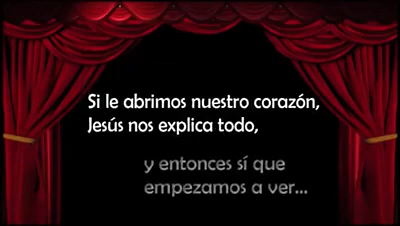 Si le abrimos nuestro corazón,
Jesús nos explica todo,
y entonces sí que
empezamos a ver...